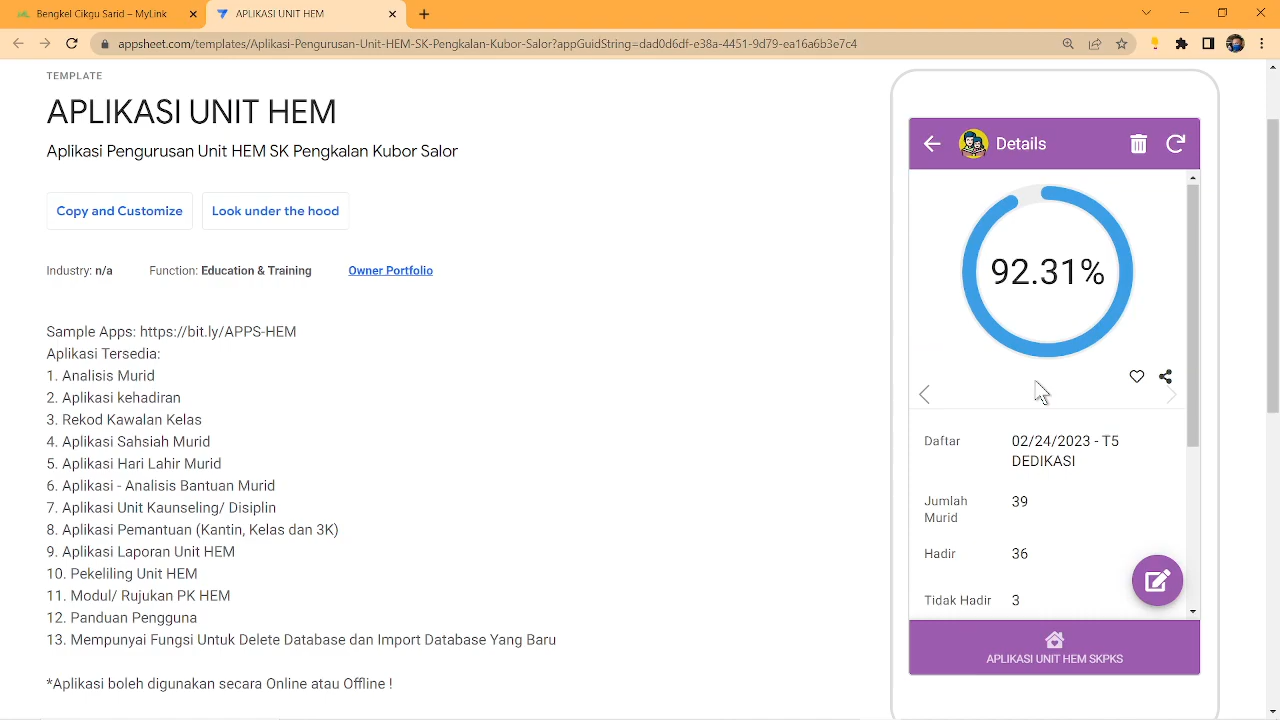 Bengkel Cikgu Sarid – MyLink
APLIKASI UNIT HEM
appsheet.com/templates/Aplikasi-Pengurusan-Unit-HEM-SK-Pengkalan-Kubor-Salor?appGuidString=dad0d6df-e38a-4451-9d79-ea16a6b3e7c4
TEMPLATE
APLIKASI UNIT HEM
Aplikasi Pengurusan Unit HEM SK Pengkalan Kubor Salor
Copy and Customize
Look under the hood
Industry: n/a
Function: Education & Training
Owner Portfolio
Sample Apps: https://bit.ly/APPS-HEM
Aplikasi Tersedia:
1. Analisis Murid
2. Aplikasi kehadiran
3. Rekod Kawalan Kelas
4. Aplikasi Sahsiah Murid
5. Aplikasi Hari Lahir Murid
6. Aplikasi - Analisis Bantuan Murid
7. Aplikasi Unit Kaunseling/ Disiplin
8. Aplikasi Pemantuan (Kantin, Kelas dan 3K)
9. Aplikasi Laporan Unit HEM
10. Pekeliling Unit HEM
11. Modul/ Rujukan PK HEM
12. Panduan Pengguna
13. Mempunyai Fungsi Untuk Delete Database dan Import Database Yang Baru
*Aplikasi boleh digunakan secara Online atau Offline !
Details
92.31%
Daftar
02/24/2023 - T5
DEDIKASI
Jumlah
Murid
39
Hadir
36
Tidak Hadir
3
APLIKASI UNIT HEM SKPKS